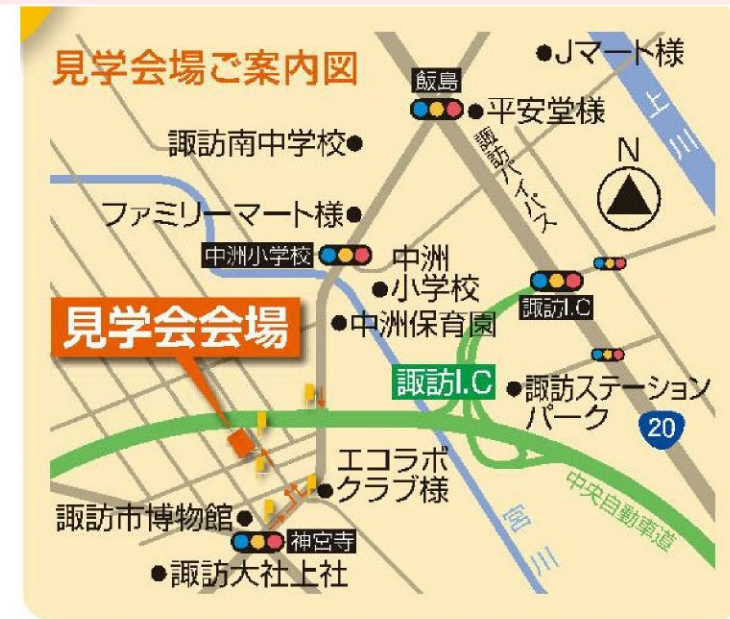 見学会場ご案内図
Jマート様
飯島
平安堂様
上川
諏訪南中学校
諏訪バイパス
N
ファミリーマート様
中洲小学校
中洲
小学校
諏訪I.C
見学会会場
中洲保育園
諏訪I.C
諏訪ステーション
パーク
20
エコラボ
クラブ様
中央自動車道
諏訪市博物館
宮川
神宮寺
諏訪大社上社